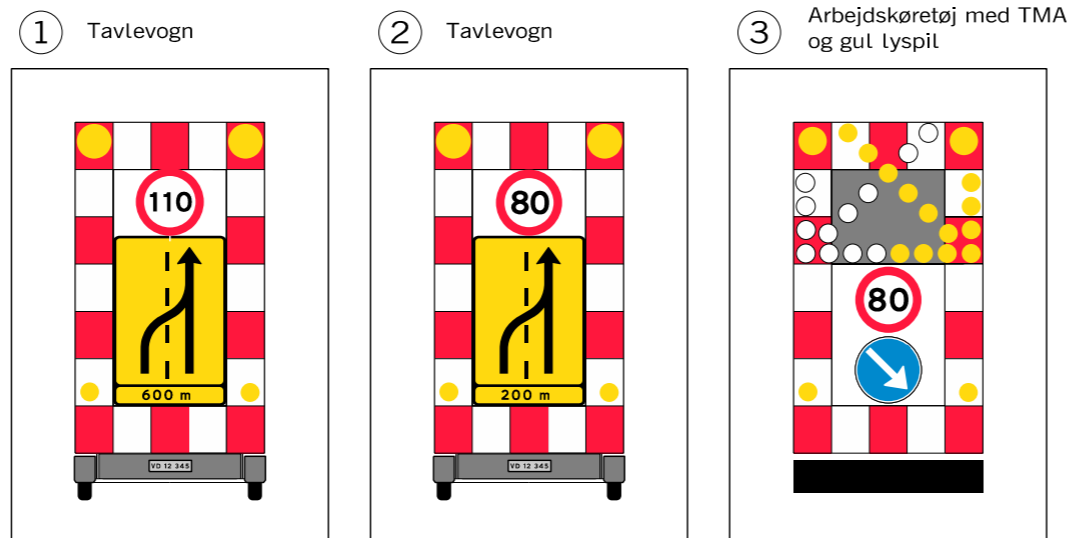 1 Tavlevogn
110
600 m
VD 12 345
2 Tavlevogn
80
200 m
VD 12 345
3 Arbejdskøretøj med TMA
og gul lyspil
80